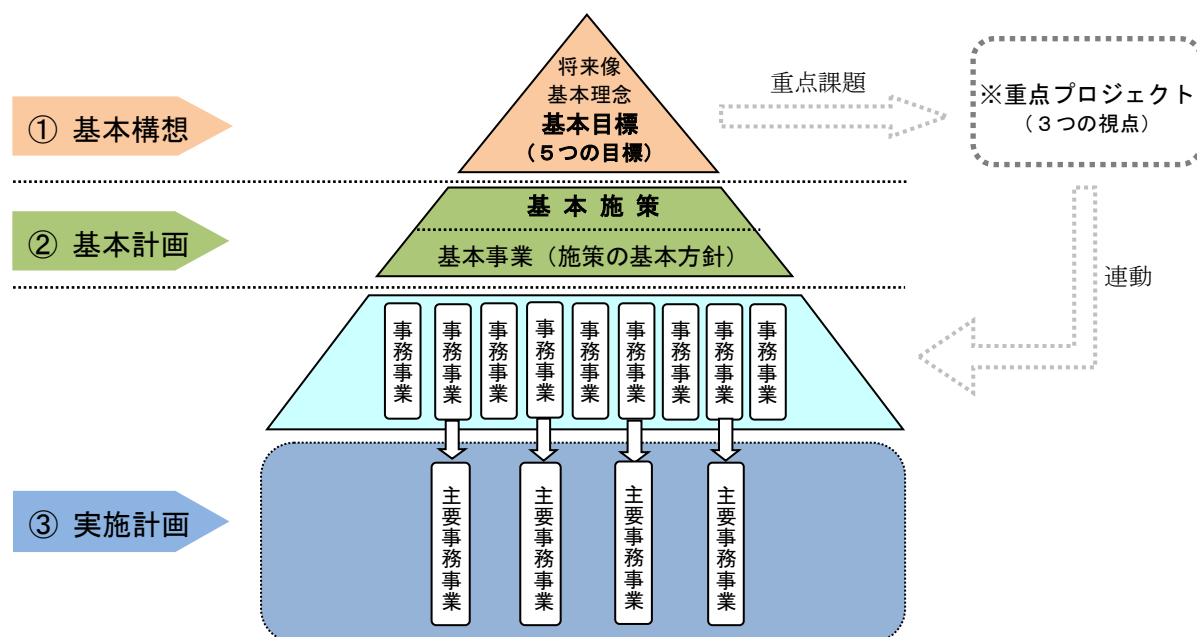 将来像
基本理念
基本目標
（５つの目標）
① 基本構想
重点課題
※重点プロジェクト
（３つの視点）
基 本 施 策
② 基本計画
基本事業（施策の基本方針）
連動
事務事業
事務事業
事務事業
事務事業
事務事業
事務事業
事務事業
事務事業
事務事業
③ 実施計画
主要事務事業
主要事務事業
主要事務事業
主要事務事業